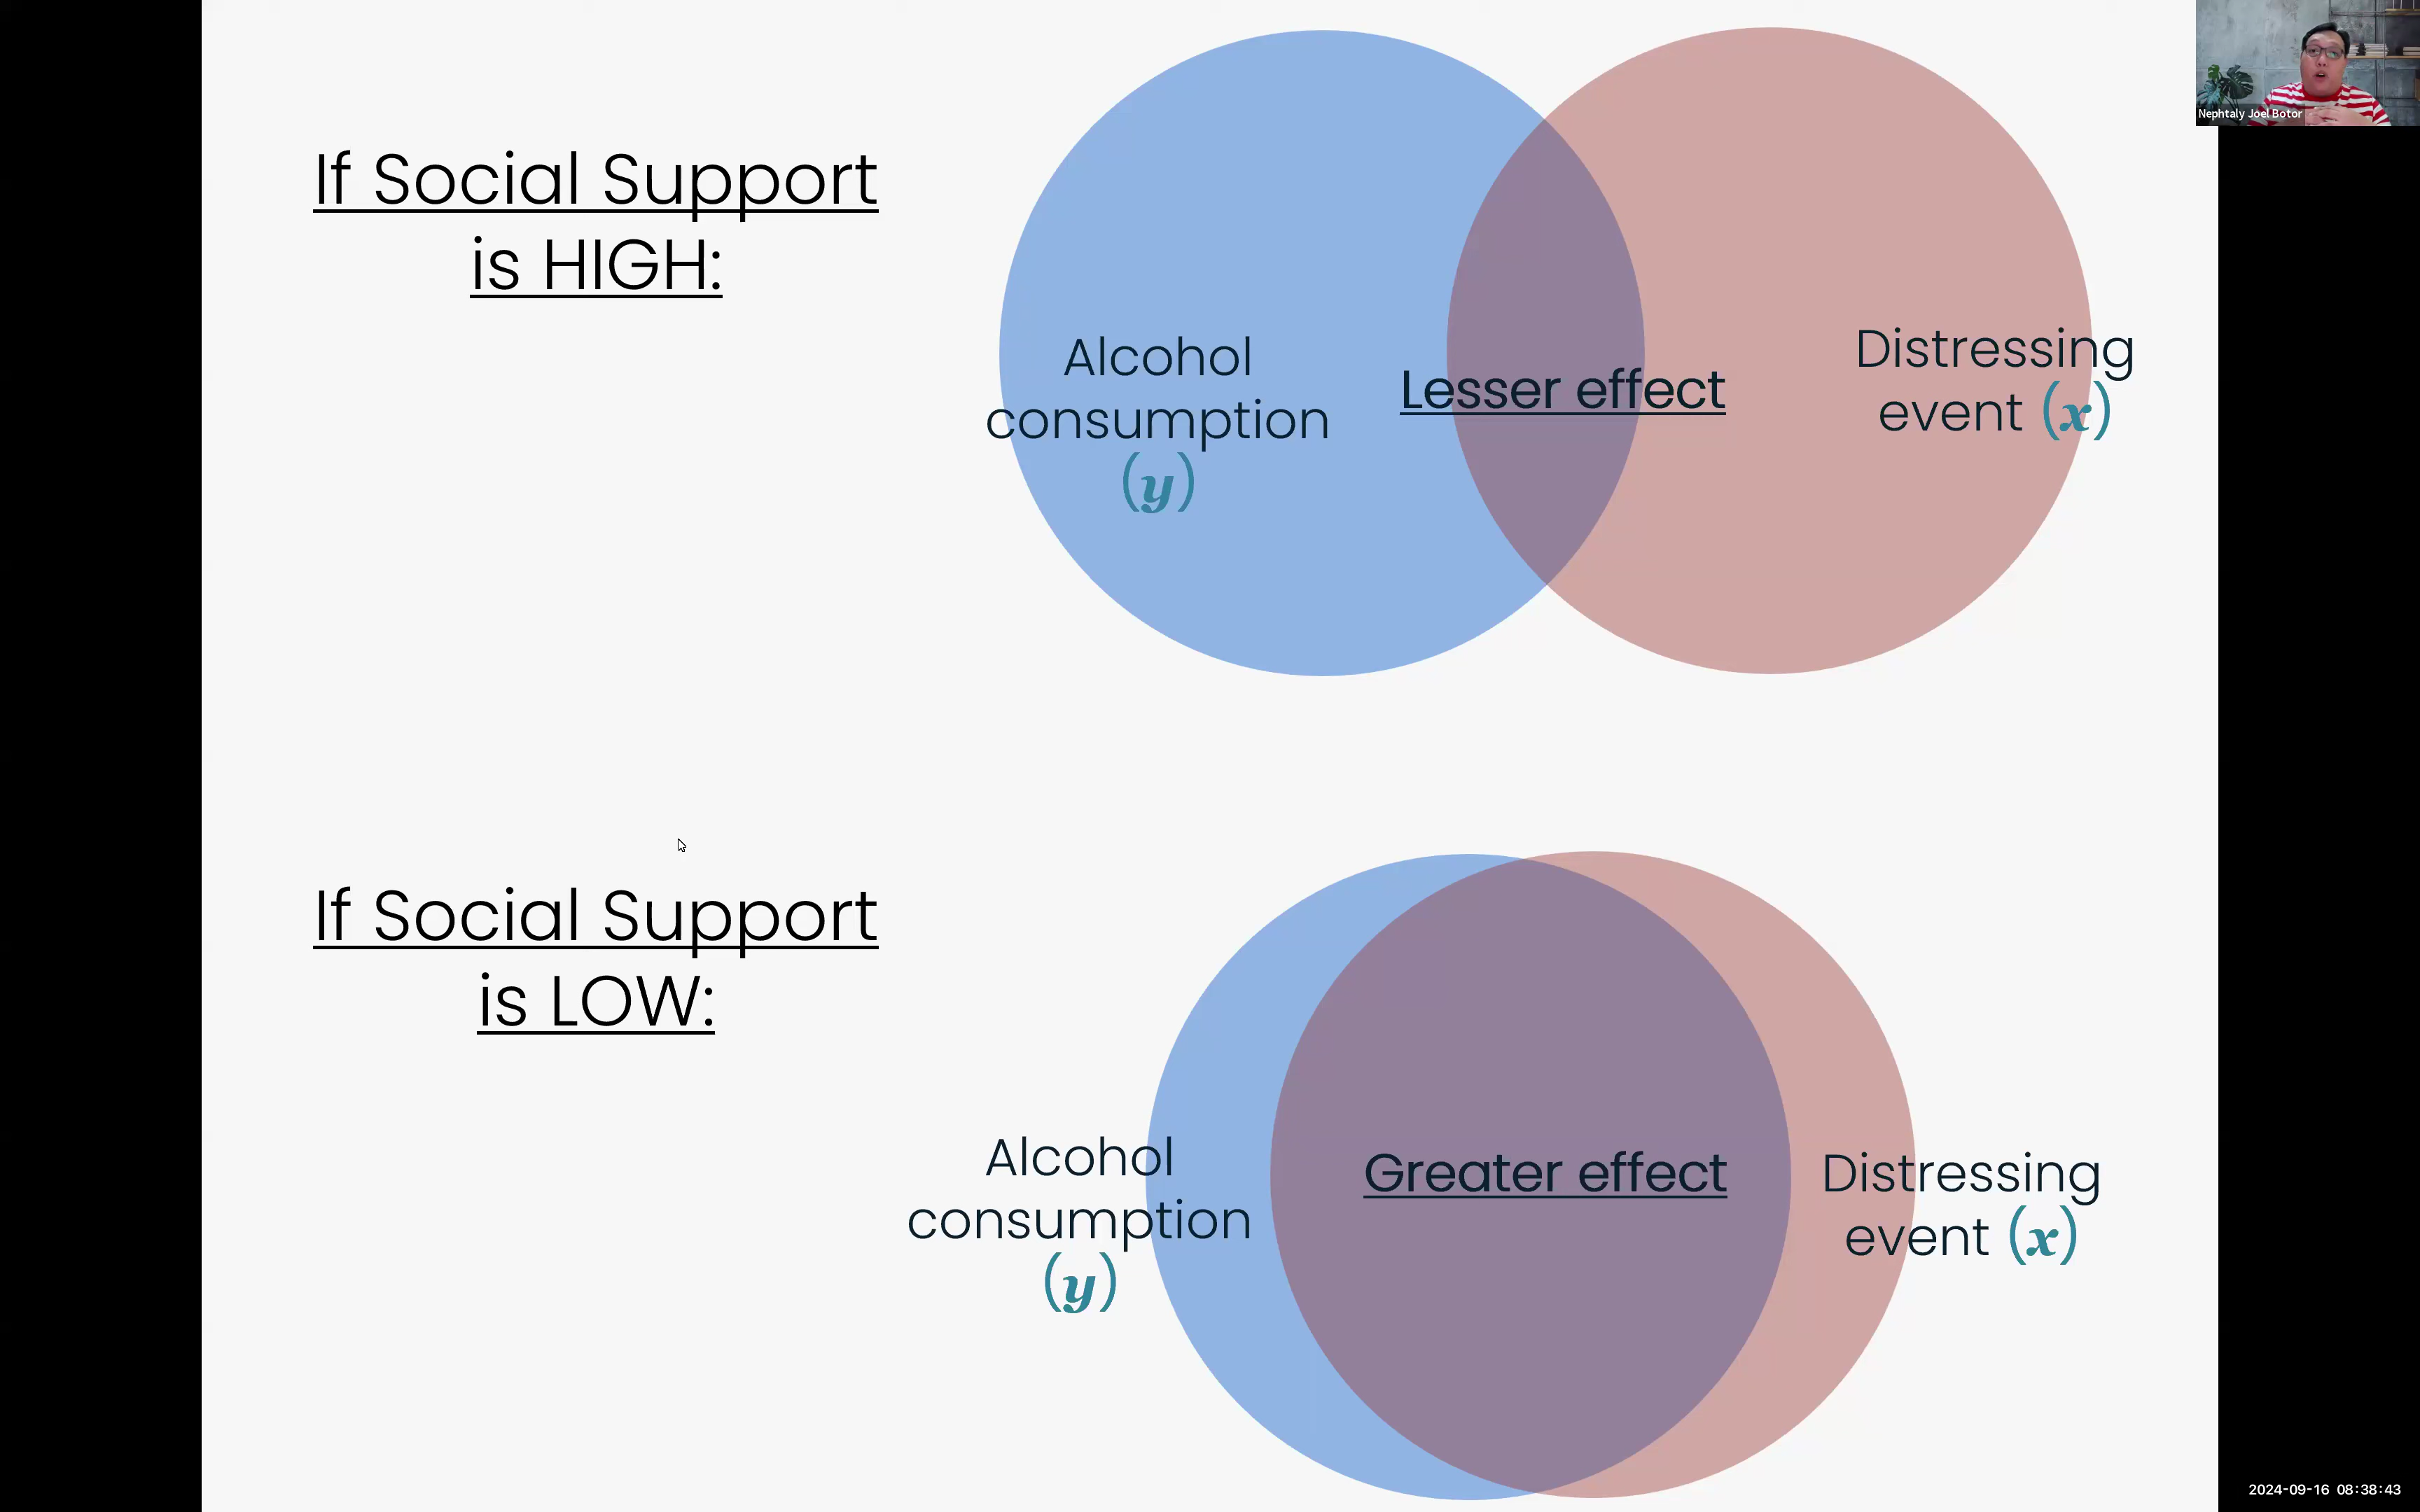 If Social Support
is HIGH:
Alcohol
consumption
(y)
Lesser effect
Distressing
event (x)
Nephtaly Joel Botor
If Social Support
is LOW:
Alcohol
consumption
(y)
Greater effect
Distressing
event (x)
2024-09-16 08:38:43